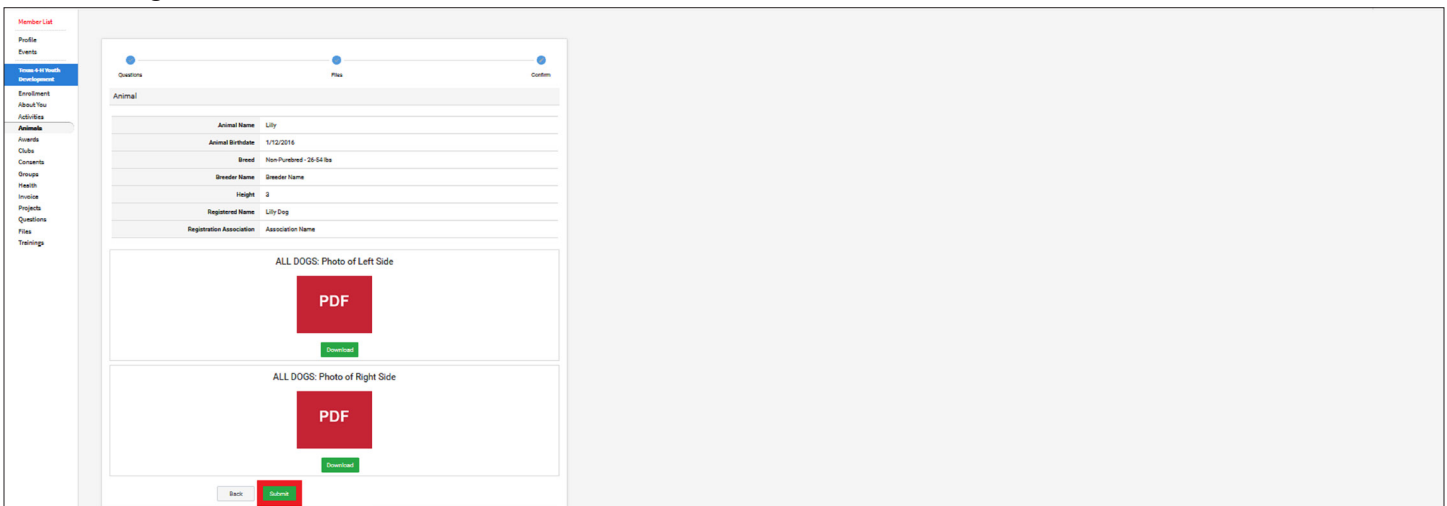 Member List
Profile
Events
Texas 4-H Youth
Development
Enrollment
About You
Activities
Animals
Awards
Clubs
Consents
Groups
Health
Invoice
Projects
Questions
Files
Trainings
Questions
Files
Confirm
Animal
Animal Name Lilly
Animal Birthdate 1/12/2016
Breed Non-Purebred - 26-54 lbs
Breeder Name Breeder Name
Height 3
Registered Name Lilly Dog
Registration Association Association Name
ALL DOGS: Photo of Left Side
PDF
Download
ALL DOGS: Photo of Right Side
PDF
Download
Back Submit